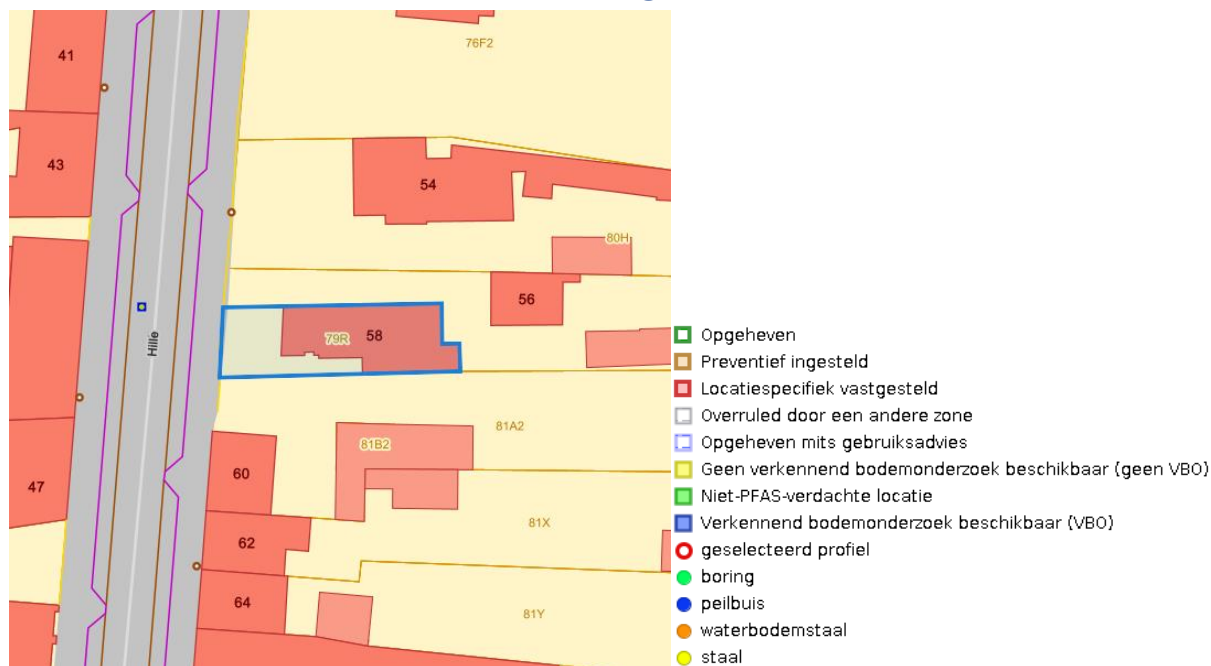 76F2
41
43
54
80H
56
79R
58
Hille
81A2
81B2
60
47
81X
62
64
81Y
Opgeheven
Preventief ingesteld
Locatiespecifiek vastgesteld
Overruled door een andere zone
Opgeheven mits gebruiksadvies
Geen verkennend bodemonderzoek beschikbaar (geen VBO)
Niet-PFAS-verdachte locatie
Verkennend bodemonderzoek beschikbaar (VBO)
geselecteerd profiel
boring
peilbuis
waterbodemstaal
staal